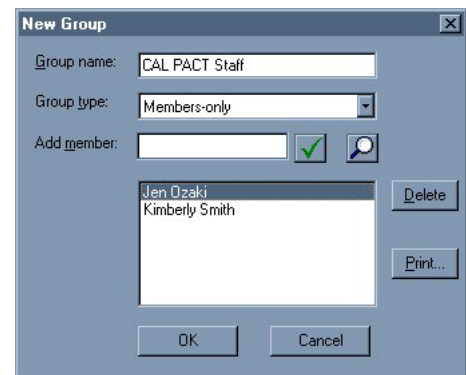 New Group
Group name: CAL PACT Staff
Group type: Members-only
Add member:
Jen Ozaki
Kimberly Smith
Delete
Print...
OK Cancel